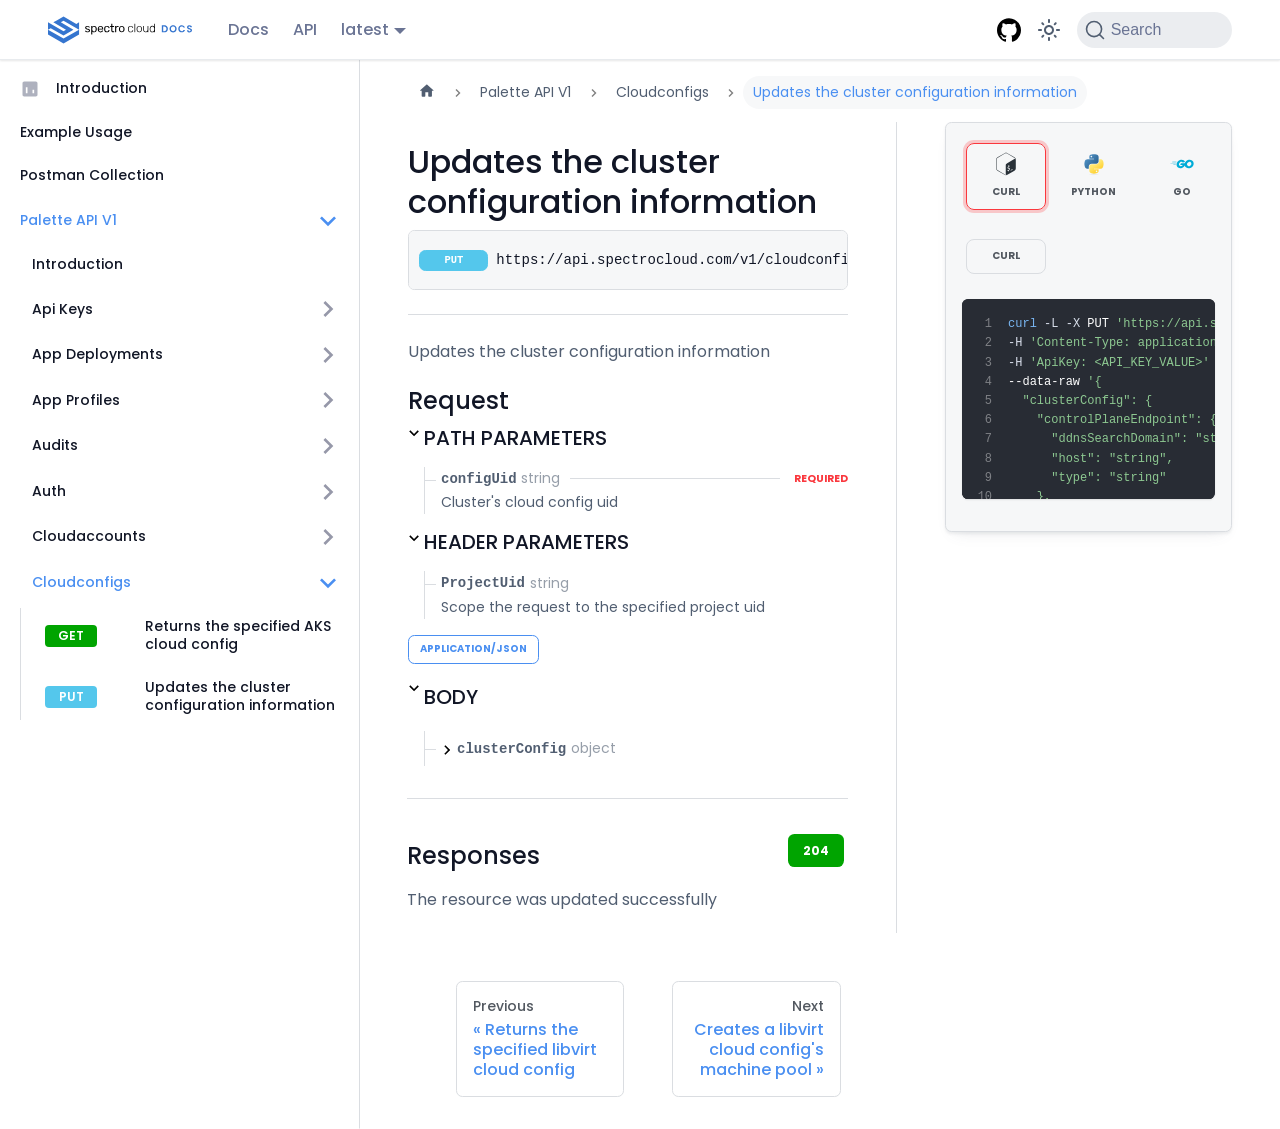 spectro cloud DOCS
Docs
API
latest
Search
Introduction
Example Usage
Postman Collection
Palette API V1
Introduction
Api Keys
App Deployments
App Profiles
Audits
Auth
Cloudaccounts
Cloudconfigs
GET
Returns the specified AKS
cloud config
PUT
Updates the cluster
configuration information
Palette API V1
Cloudconfigs
Updates the cluster configuration information
Updates the cluster
configuration information
PUT
https://api.spectrocloud.com/v1/cloudconfi
Updates the cluster configuration information
Request
PATH PARAMETERS
configUid string
REQUIRED
Cluster's cloud config uid
HEADER PARAMETERS
ProjectUid string
Scope the request to the specified project uid
APPLICATION/JSON
BODY
clusterConfig object
Responses
204
The resource was updated successfully
Previous
« Returns the
specified libvirt
cloud config
Next
Creates a libvirt
cloud config's
machine pool »
CURL
PYTHON
GO
GO
CURL
1 curl -L -X PUT 'https://api.s
2 -H 'Content-Type: application
3 -H 'ApiKey: <API_KEY_VALUE>'
4 --data-raw '{
5 "clusterConfig": {
6 "controlPlaneEndpoint": {
7 "ddnsSearchDomain": "st
8 "host": "string",
9 "type": "string"
10 },